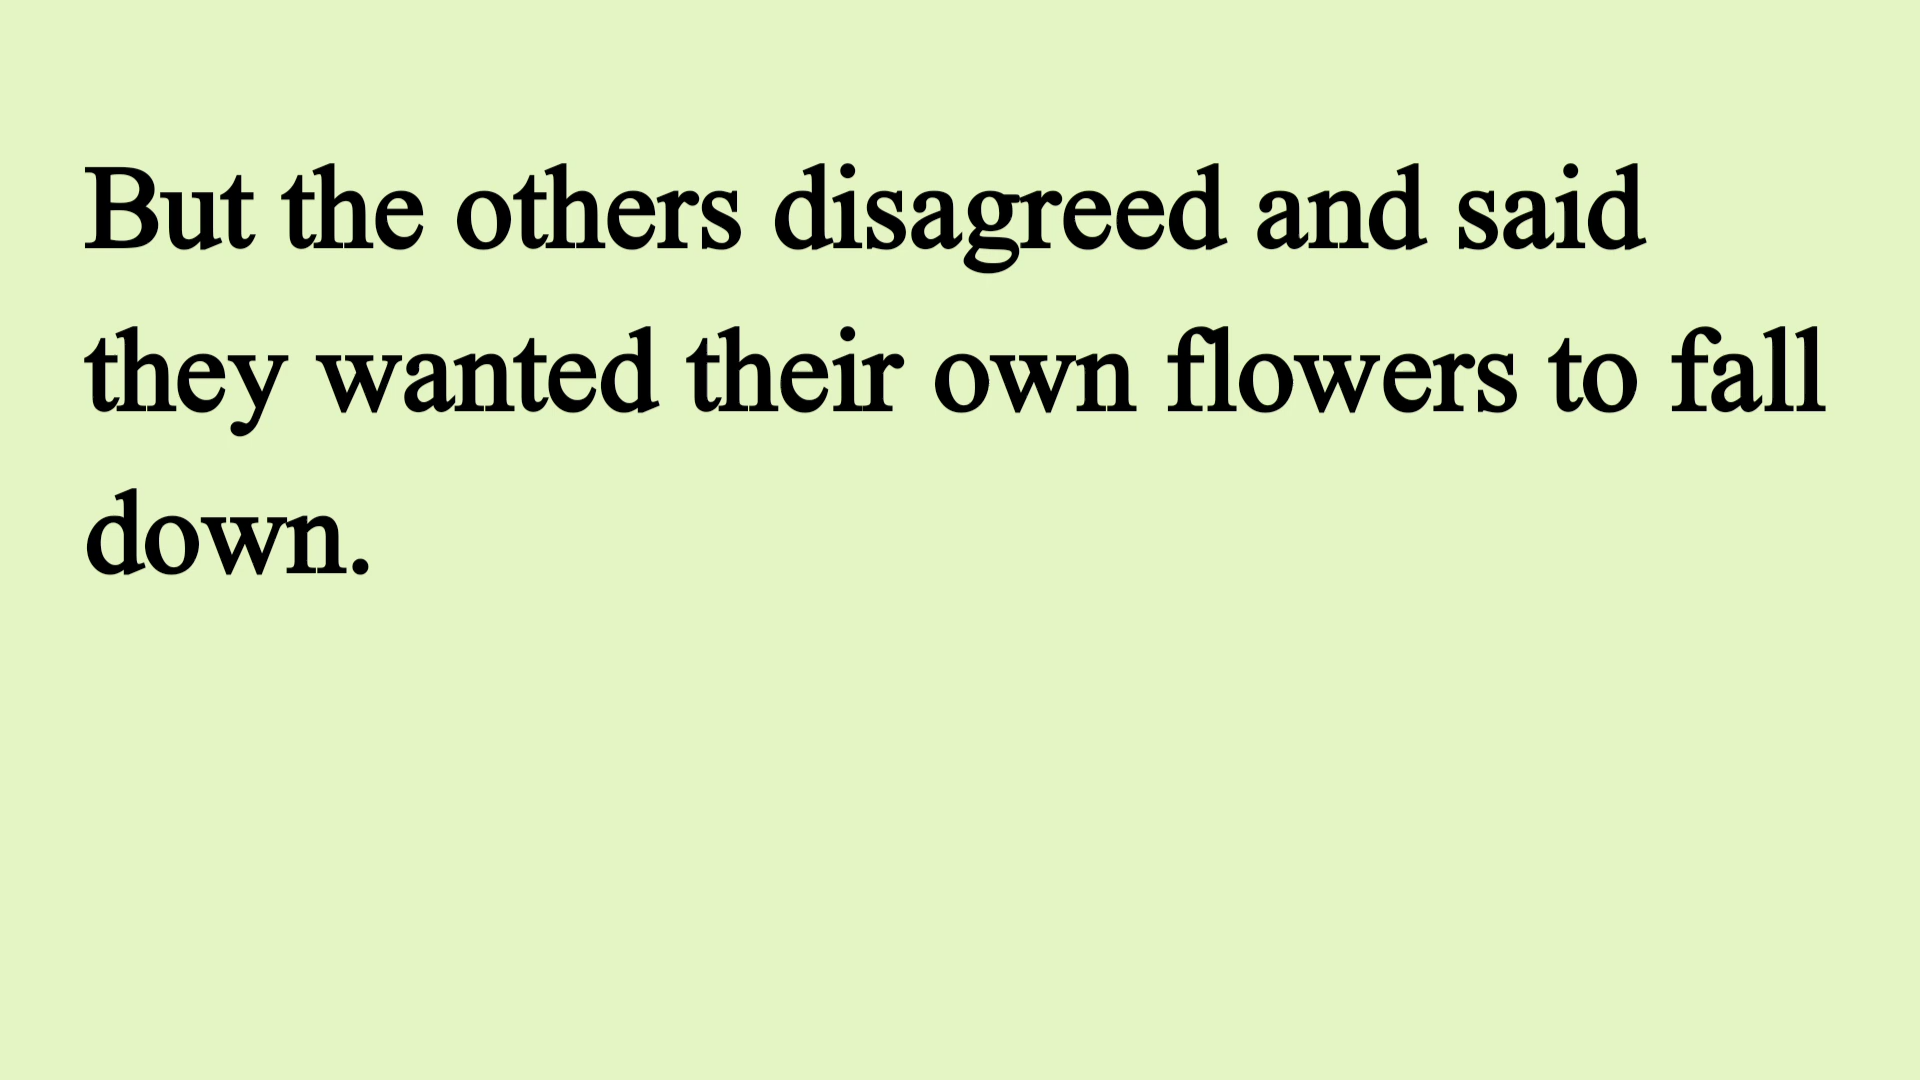 But the others disagreed and said
they wanted their own flowers to fall
down.